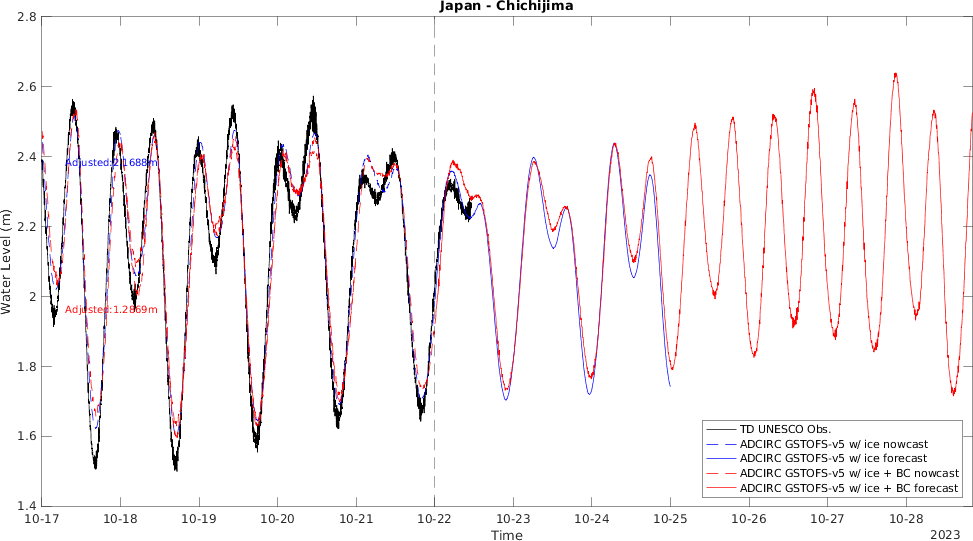 Japan - Chichijima
2.8
2.6
2.4
2.2
2
1.8
1.6
1.4
Water Level (m)
Adjusted:1.2869m
TD UNESCO Obs.
ADCIRC GSTOFS-v5 w/ ice nowcast
ADCIRC GSTOFS-v5 w/ ice forecast
ADCIRC GSTOFS-v5 w/ ice + BC nowcast
ADCIRC GSTOFS-v5 w/ ice + BC forecast
10-17 10-18 10-19 10-20 10-21 10-22 10-23 10-24 10-25 10-26 10-27 10-28
Time
2023